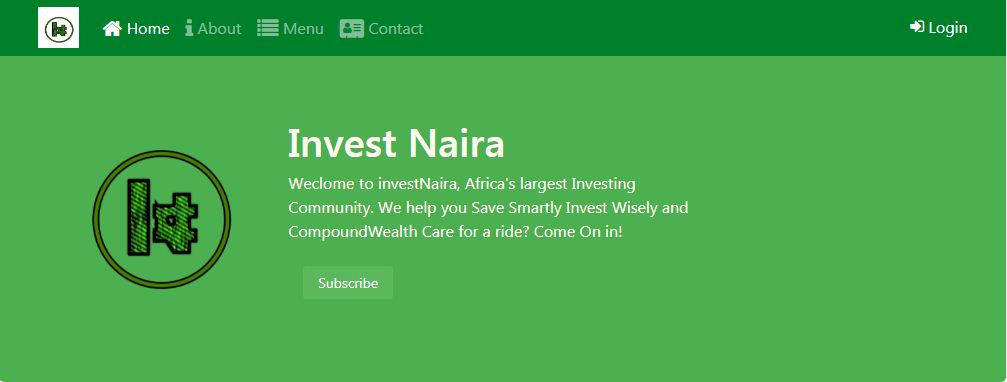 Home About Menu Contact Login
Invest Naira
Weclome to investNaira, Africa's largest Investing
Community. We help you Save Smartly Invest Wisely and
CompoundWealth Care for a ride? Come On in!
Subscribe